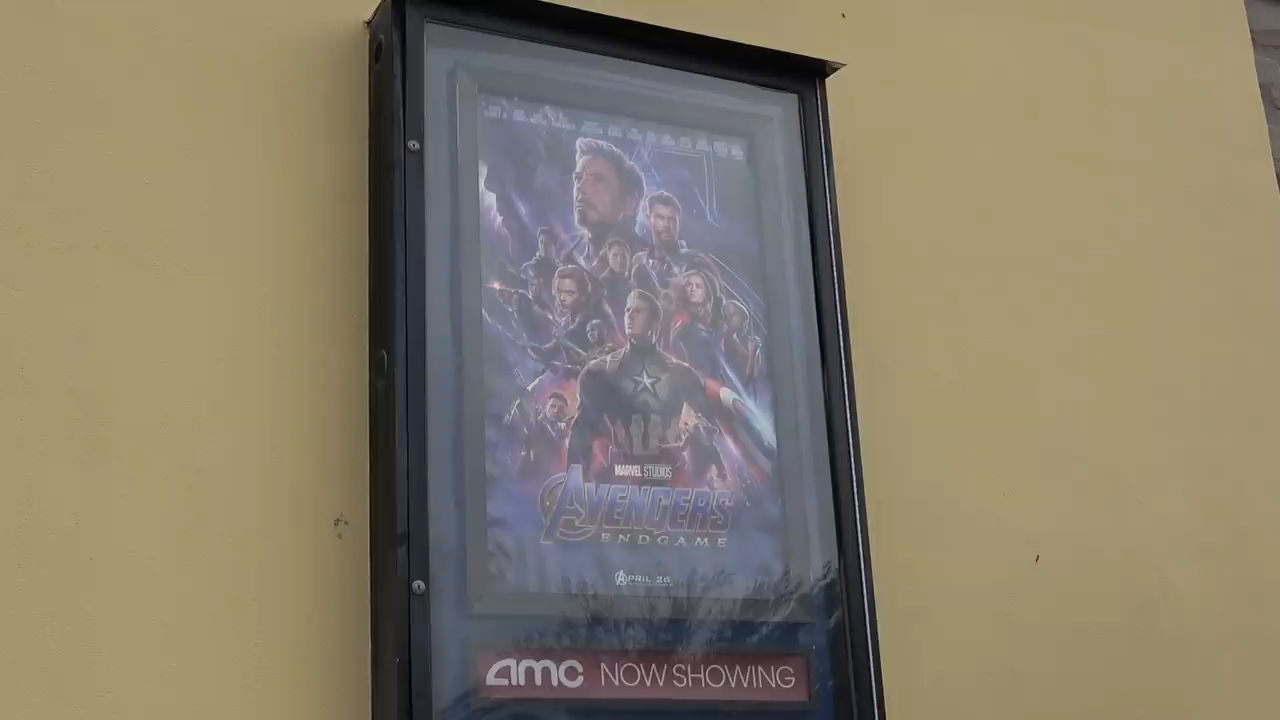 MARVEL STUDIOS
AVENGERS
ENDGAME
APRIL 26
amc NOW SHOWING